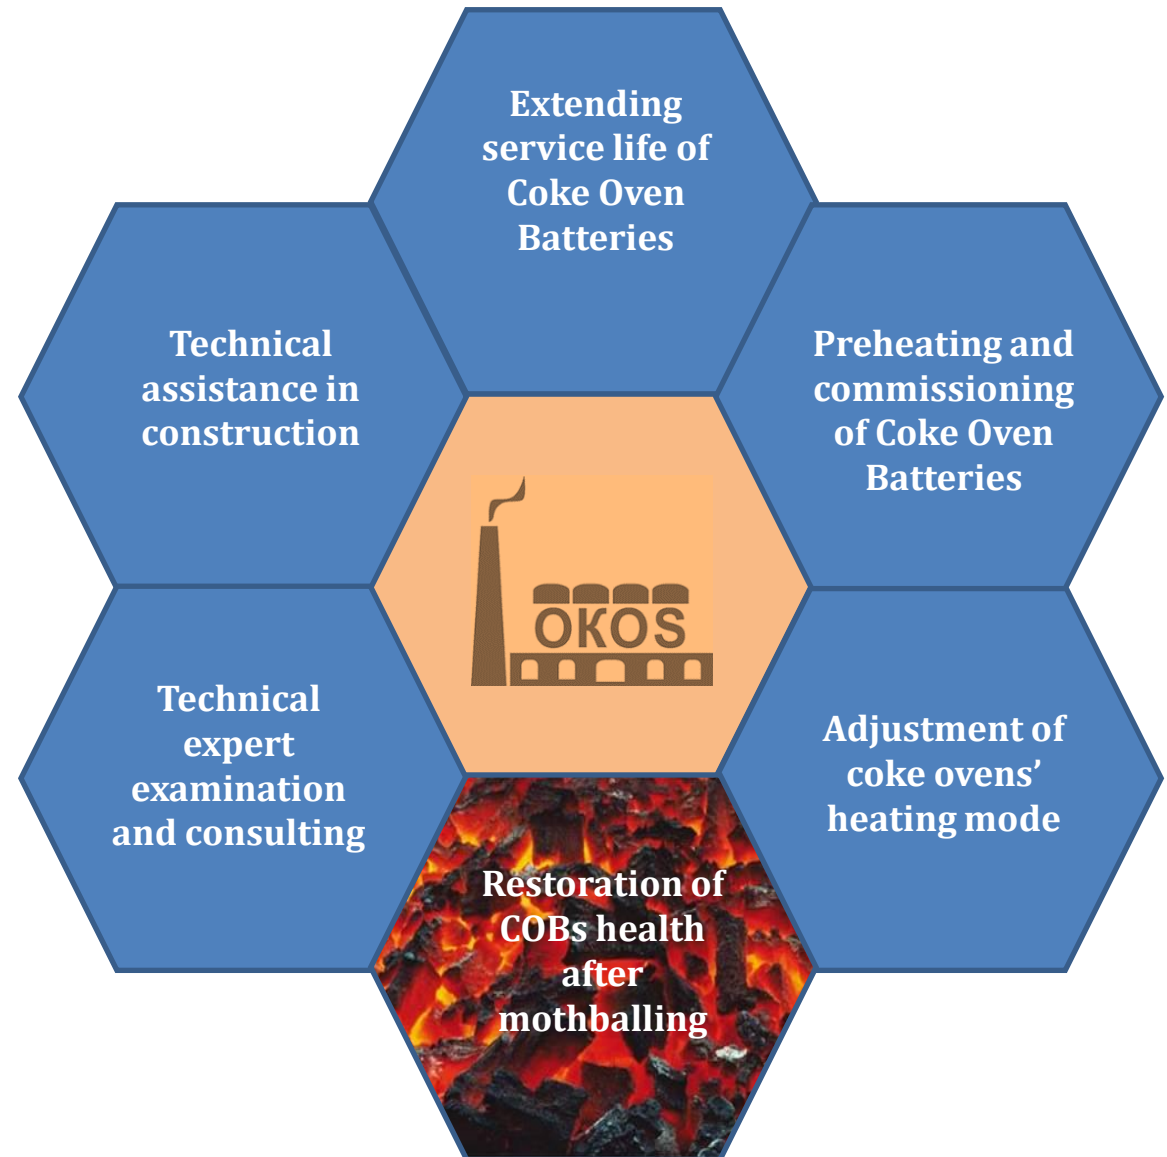 Extending
service life of
Coke Oven
Batteries
Technical
assistance in
construction
Preheating and
commissioning
of Coke Oven
Batteries
OKOS
Technical
expert
examination
and consulting
Adjustment of
coke ovens’
heating mode
Restoration of
COBs health
after
mothballing